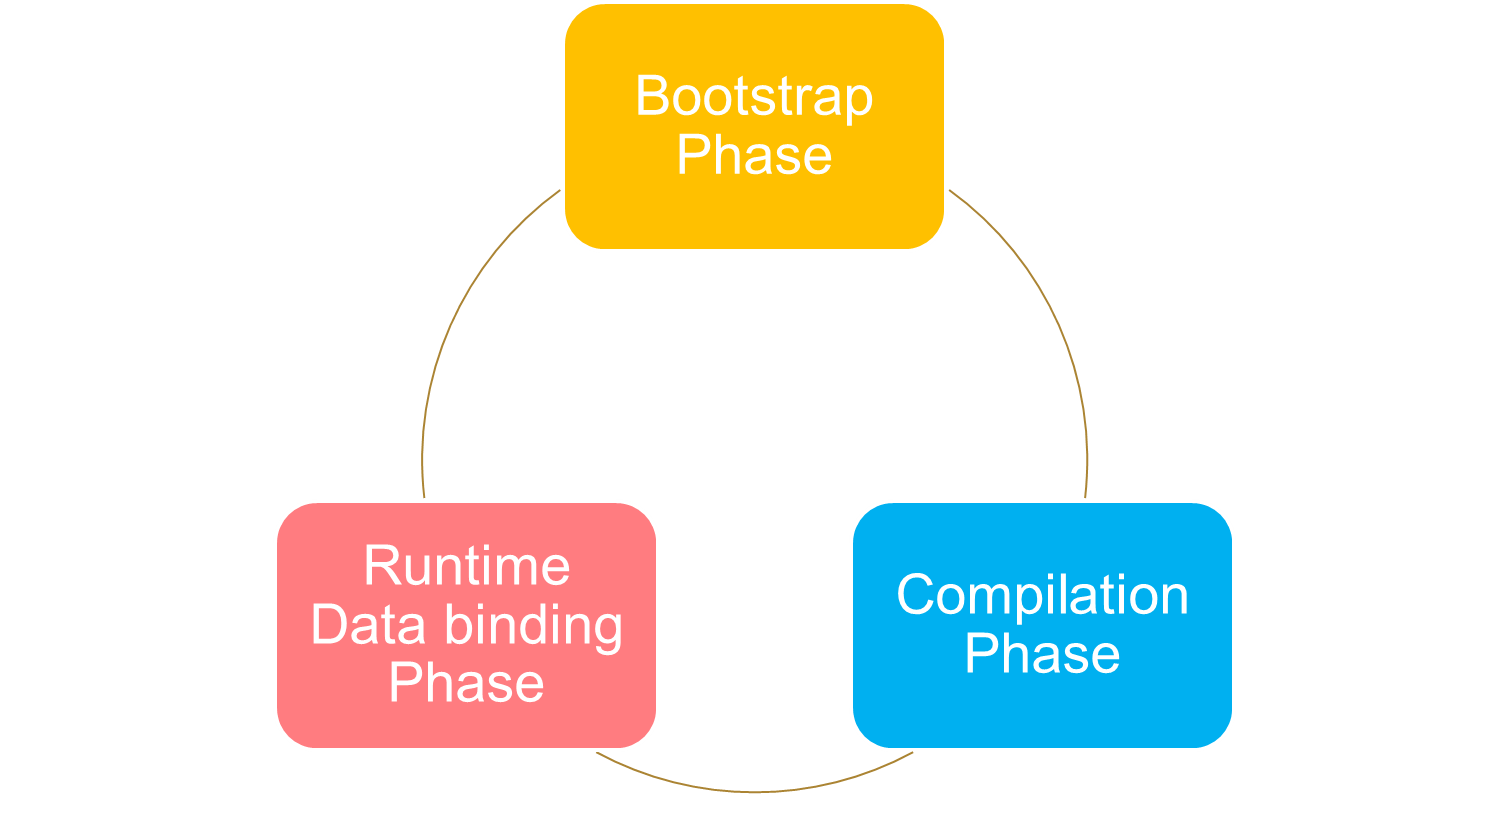 Bootstrap
Phase
Runtime
Data binding
Phase
Compilation
Phase